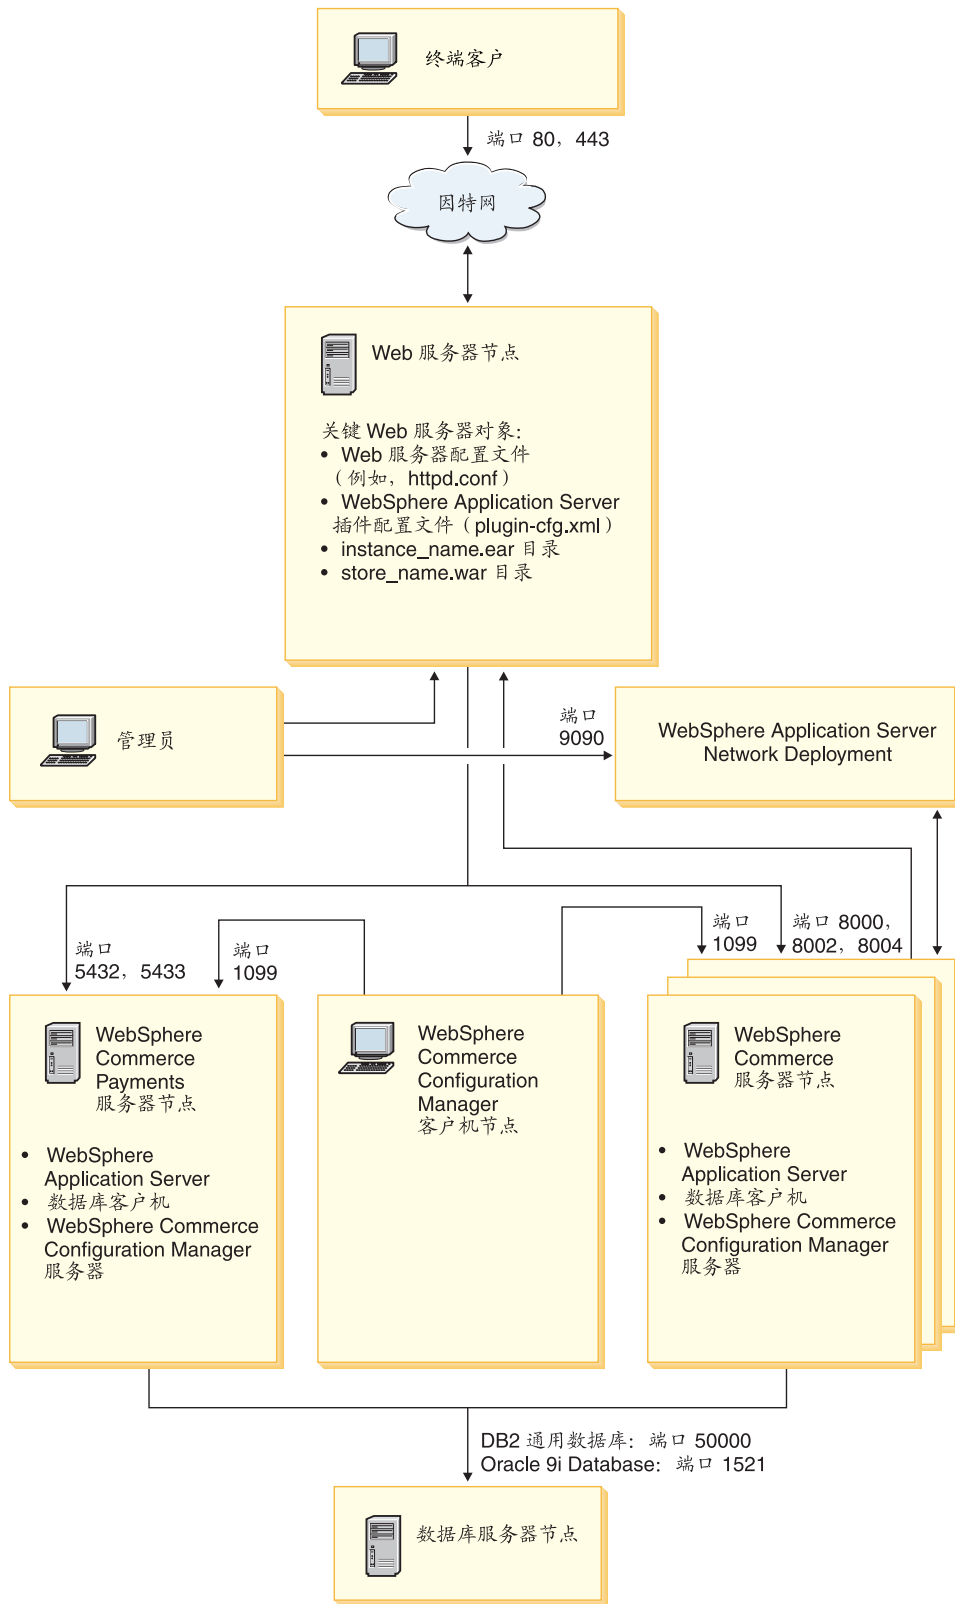 终端客户
端口 80，443
因特网
Web 服务器节点
关键 Web 服务器对象：
• Web 服务器配置文件
（例如，httpd.conf）
• WebSphere Application Server
插件配置文件（plugin-cfg.xml）
• instance_name.ear 目录
• store_name.war 目录
管理员
端口
9090
WebSphere Application Server
Network Deployment
端口
5432，5433
端口
1099
端口
1099
端口 8000，
8002，8004
WebSphere
Commerce
Payments
服务器节点
• WebSphere
Application Server
• 数据库客户机
• WebSphere Commerce
Configuration Manager
服务器
WebSphere
Commerce
Configuration
Manager
客户机节点
WebSphere
Commerce
服务器节点
• WebSphere
Application Server
• 数据库客户机
• WebSphere Commerce
Configuration Manager
服务器
DB2 通用数据库：端口 50000
Oracle 9i Database：端口 1521
数据库服务器节点